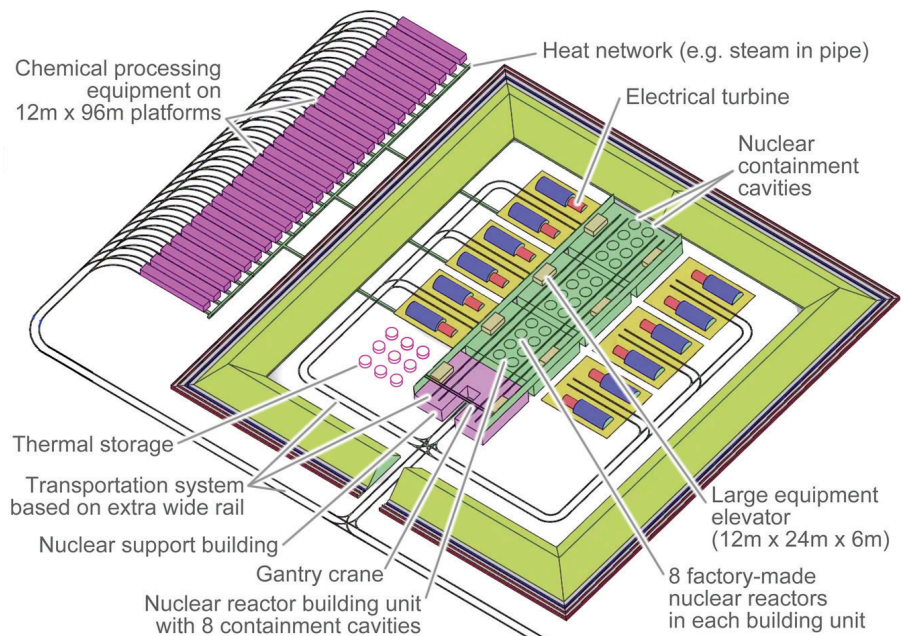 Chemical processing
equipment on
12m x 96m platforms
Heat network (e.g. steam in pipe)
Electrical turbine
Nuclear
containment
cavities
Thermal storage
Transportation system
based on extra wide rail
Nuclear support building
Gantry crane
Nuclear reactor building unit
with 8 containment cavities
Large equipment
elevator
(12m x 24m x 6m)
8 factory-made
nuclear reactors
in each building unit